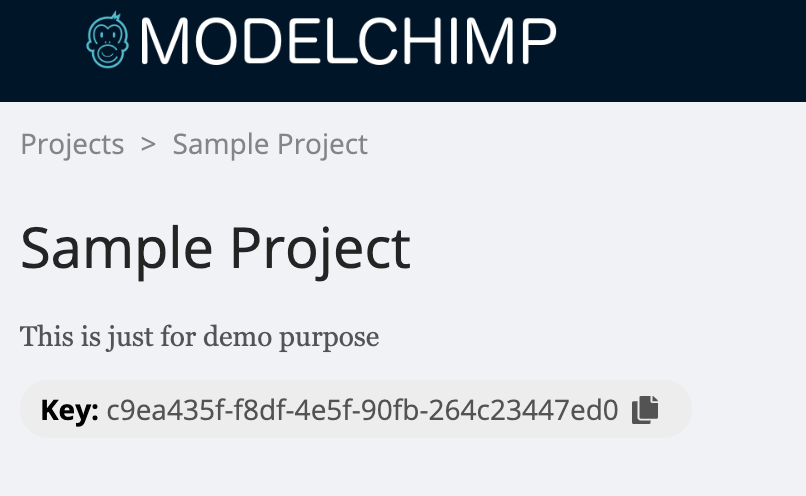 MODELCHIMP
Projects > Sample Project
Sample Project
This is just for demo purpose
Key: c9ea435f-f8df-4e5f-90fb-264c23447ed0